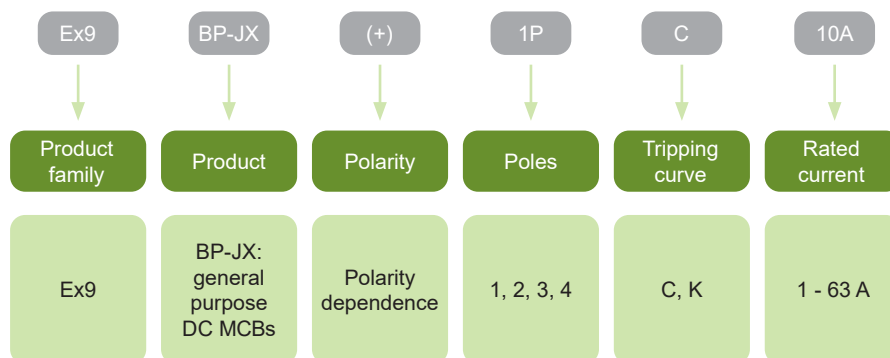 Ex9 BP-JX (+) 1P C 10A
Product family
Product
Polarity
Poles
Tripping curve
Rated current
Ex9
BP-JX:
general
purpose
DC MCBs
Polarity
dependence
1, 2, 3, 4
C, K
1 - 63 A